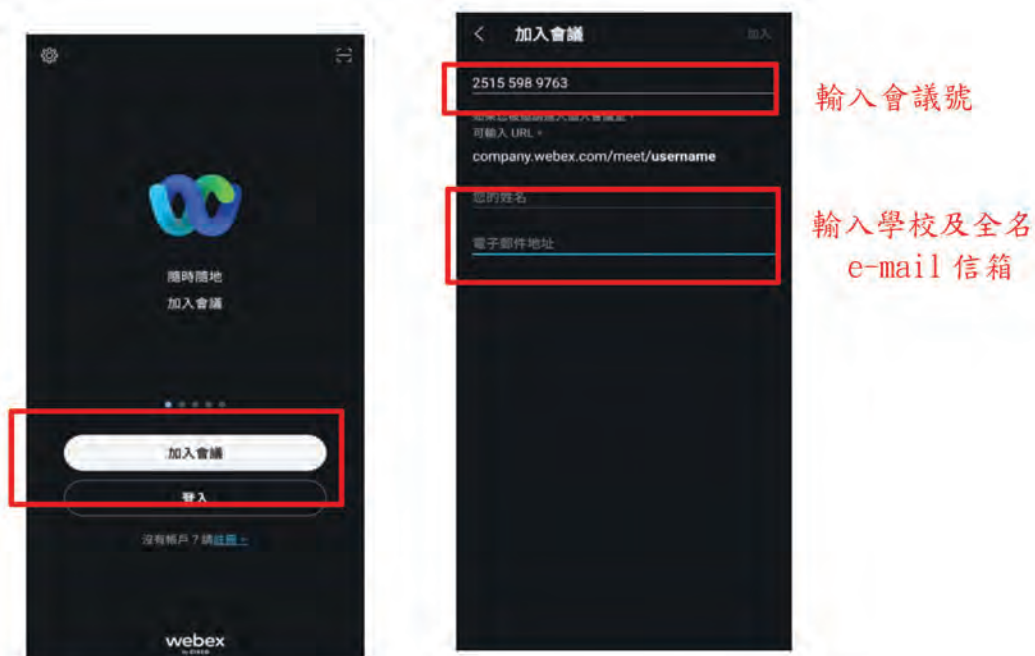 隨時隨地
加入會議
加入會議
登入
沒有帳戶？請註冊。
webex
by CISCO
加入會議
加入
2515 598 9763
可輸入 URL。
company.webex.com/meet/username
您的姓名
電子郵件地址
輸入會議號
輸入學校及全名
e-mail 信箱